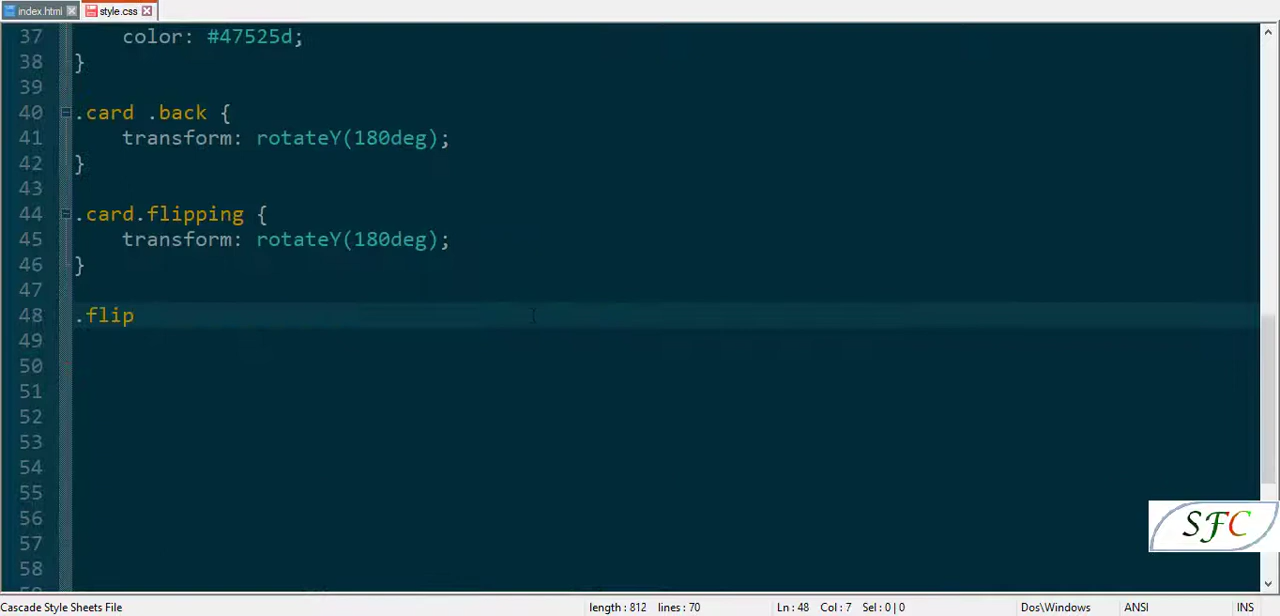 index.html style.css
37 color: #47525d;
38 }
39
40 .card .back {
41 transform: rotateY(180deg);
42 }
43
44 .card.flipping {
45 transform: rotateY(180deg);
46 }
47
48 .flip
49
50
51
52
53
54
55
56
57
58
SFC
Cascade Style Sheets File length : 812 lines : 70 Ln : 48 Col : 7 Sel : 0 | 0 Dos\Windows ANSI INS